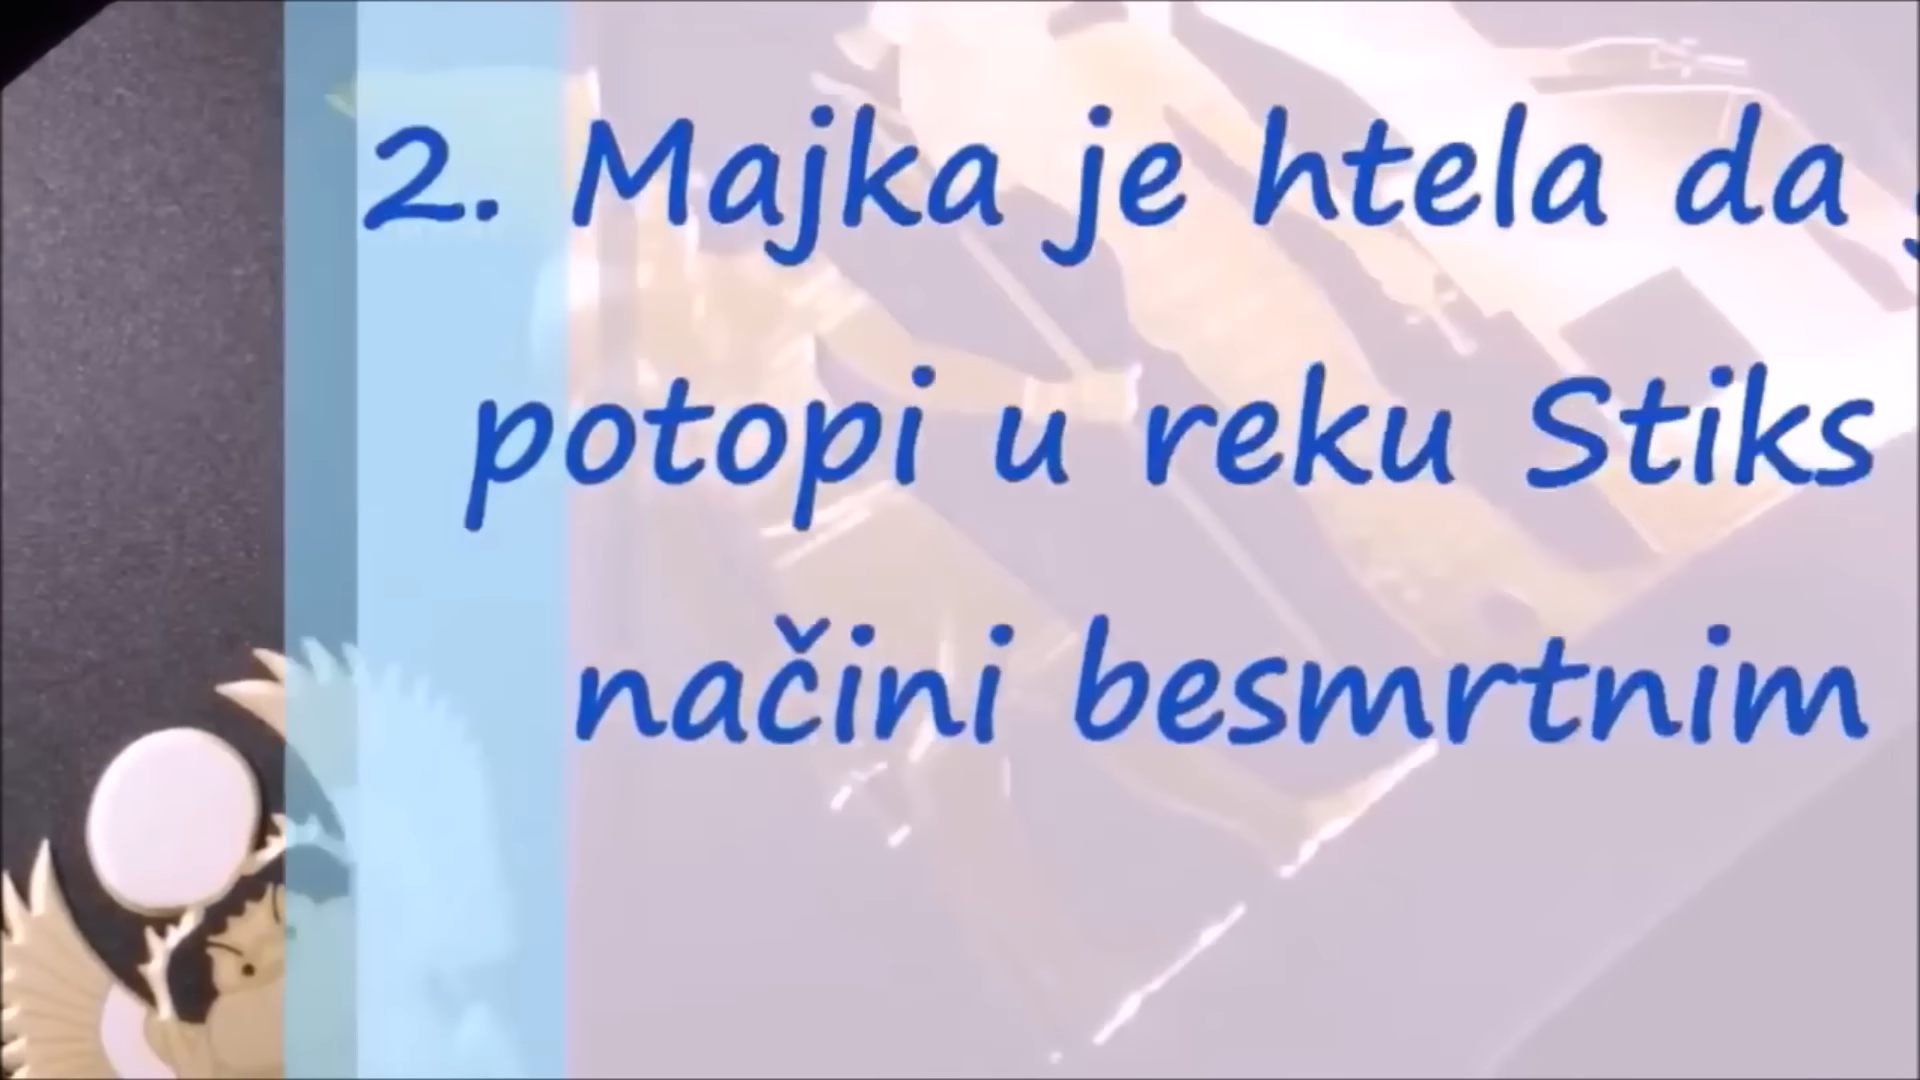 2. Majka je htela da
potopi u reku Stiks
načini besmrtnim